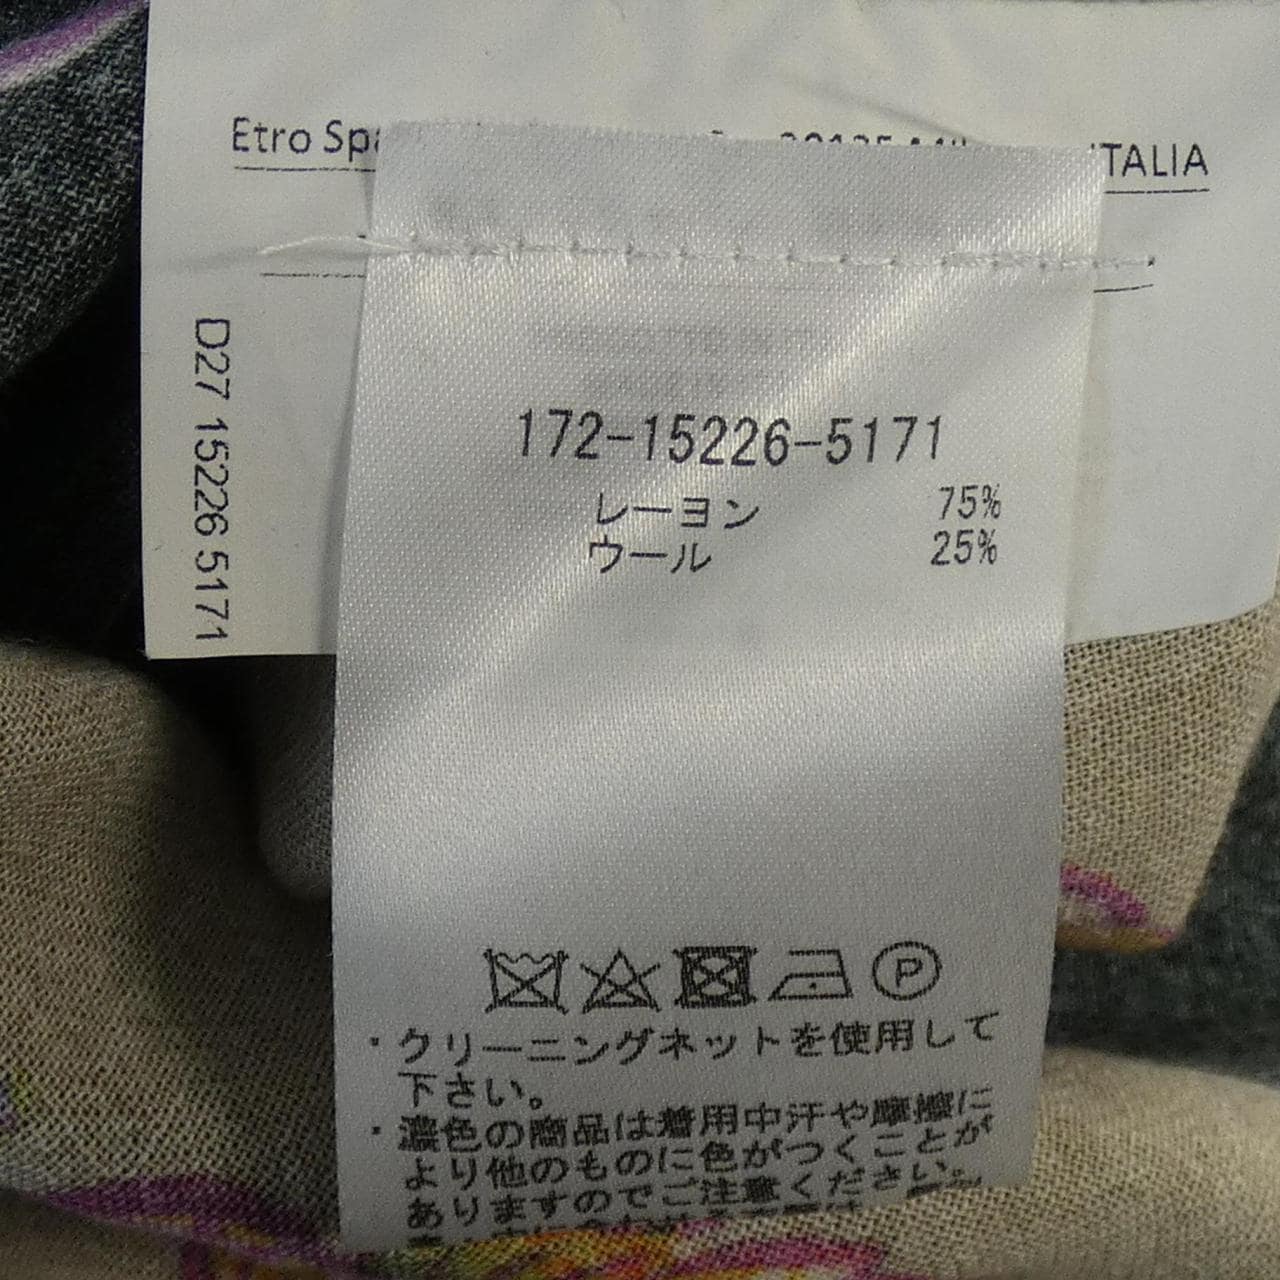 Etro ITALIA
D27 15226 5171
172-15226-5171
レーヨン 75%
ウール 25%
P
・クリーニングネットを使用して
下さい。
・濃色の商品は着用中汗や摩擦に
より他のものに色がつくことが
ありますのでご注意ください。